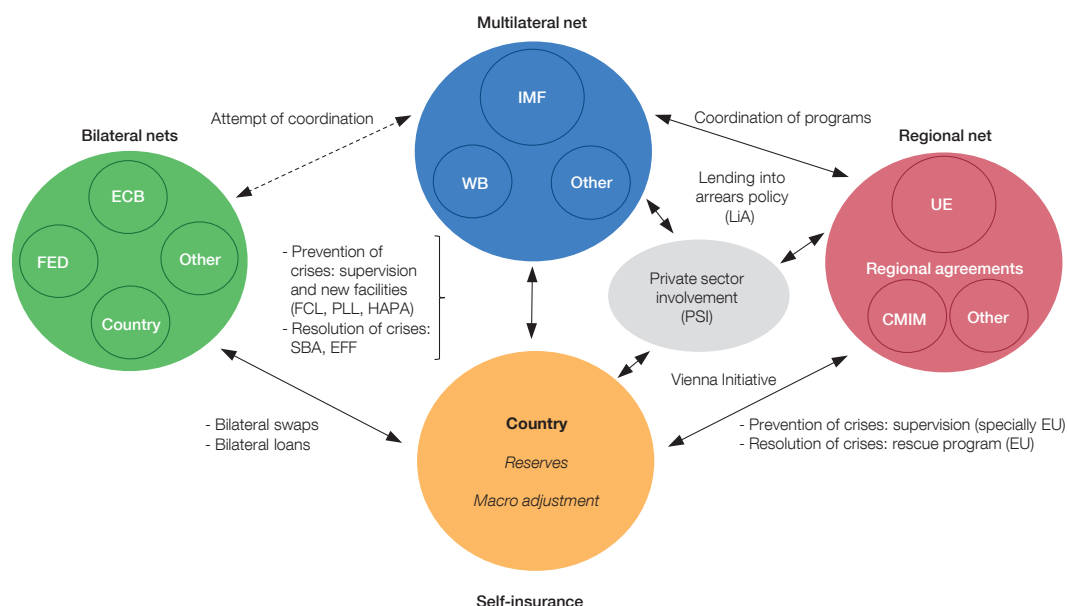 Multilateral net
IMF
WB
Other
Attempt of coordination
Coordination of programs
Bilateral nets
ECB
FED
Other
Country
Regional net
UE
Regional agreements
CMIM
Other
Lending into
arrears policy
(LiA)
- Prevention of
crises: supervision
and new facilities
(FCL, PLL, HAPA)
- Resolution of crises:
SBA, EFF
Private sector
involvement
(PSI)
Vienna Initiative
- Bilateral swaps
- Bilateral loans
Country
Reserves
Macro adjustment
- Prevention of crises: supervision (specially EU)
- Resolution of crises: rescue program (EU)
Self-insurance